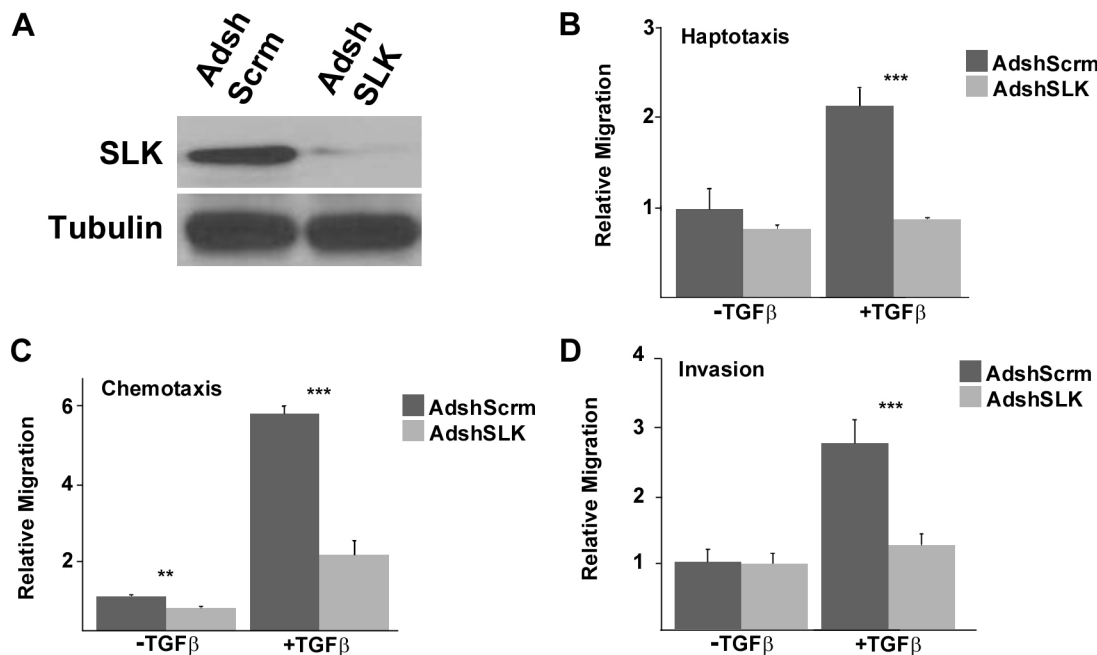 A
Adsh
Scrm
Adsh
SLK
SLK
Tubulin
B
Haptotaxis
Relative Migration
3
2
1
***
-TGFβ
+TGFβ
AdshScrm
AdshSLK
C
Chemotaxis
Relative Migration
6
4
2
**
***
-TGFβ
+TGFβ
AdshScrm
AdshSLK
D
Invasion
Relative Migration
4
3
2
1
***
-TGFβ
+TGFβ
AdshScrm
AdshSLK